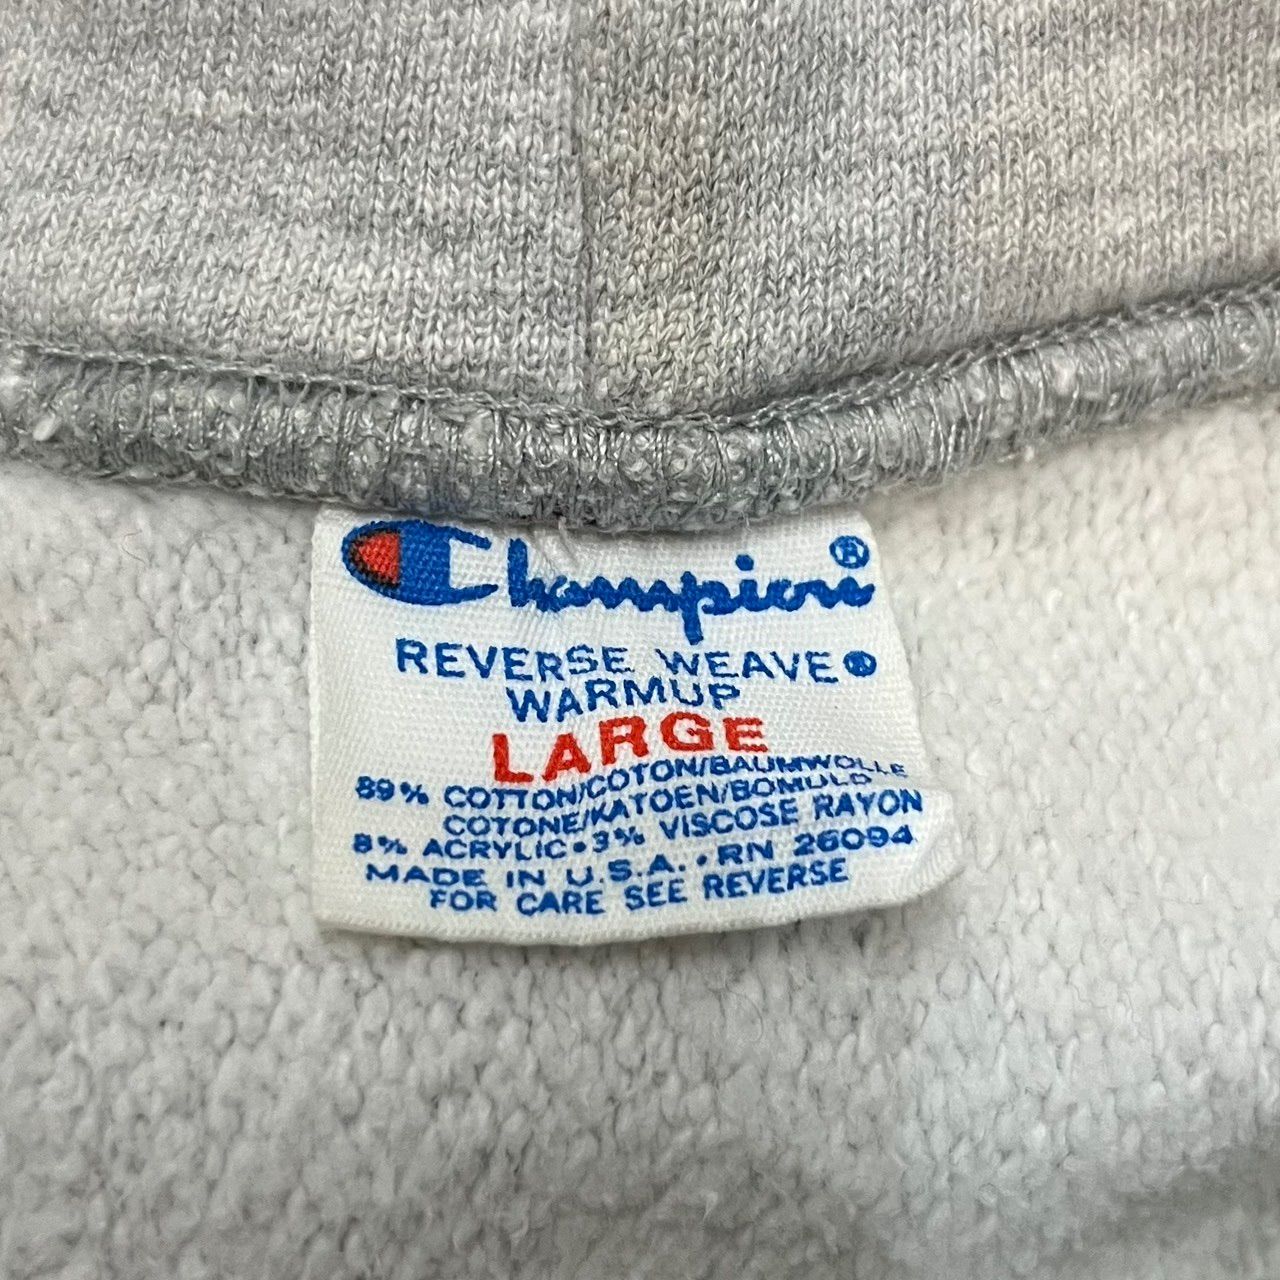 Champion®
REVERSE WEAVE®
WARMUP
LARGE
89% COTTON/COTON/BAUMWOLLE
COTONE/KATOEN/BOMULD
8% ACRYLIC•3% VISCOSE RAYON
MADE IN U.S.A.•RN 26094
FOR CARE SEE REVERSE